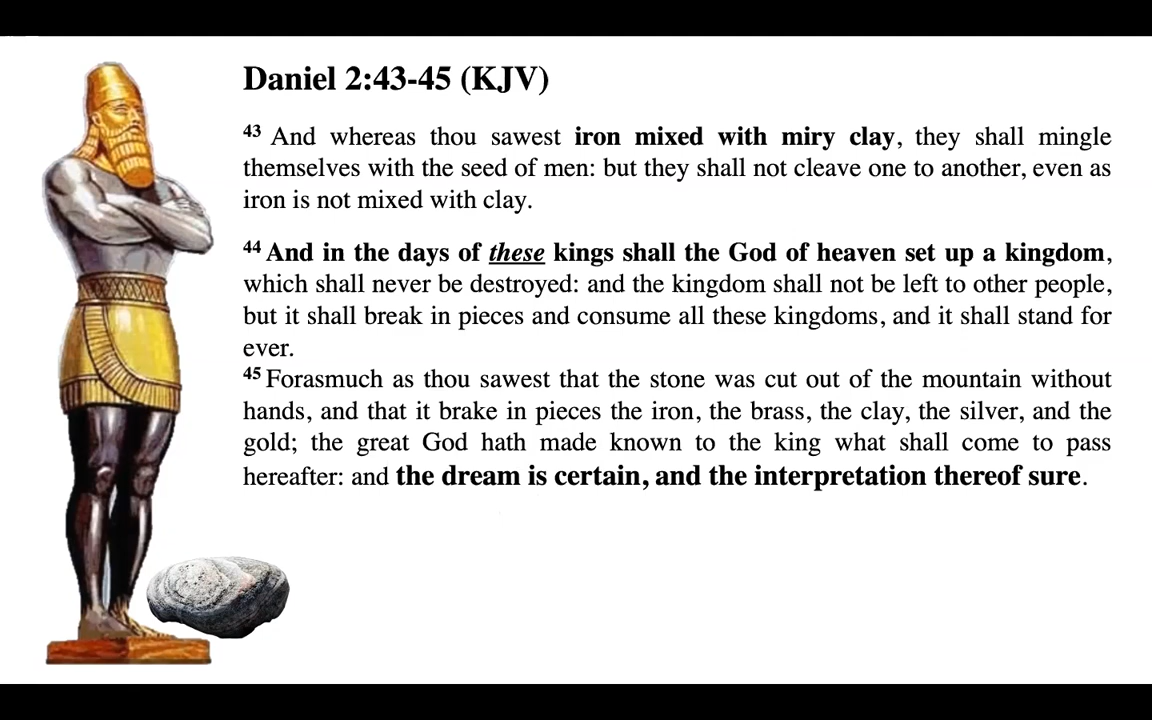 Daniel 2:43-45 (KJV)
43 And whereas thou sawest iron mixed with miry clay, they shall mingle
themselves with the seed of men: but they shall not cleave one to another, even as
iron is not mixed with clay.
44 And in the days of these kings shall the God of heaven set up a kingdom,
which shall never be destroyed: and the kingdom shall not be left to other people,
but it shall break in pieces and consume all these kingdoms, and it shall stand for
ever.
45 Forasmuch as thou sawest that the stone was cut out of the mountain without
hands, and that it brake in pieces the iron, the brass, the clay, the silver, and the
gold; the great God hath made known to the king what shall come to pass
hereafter: and the dream is certain, and the interpretation thereof sure.